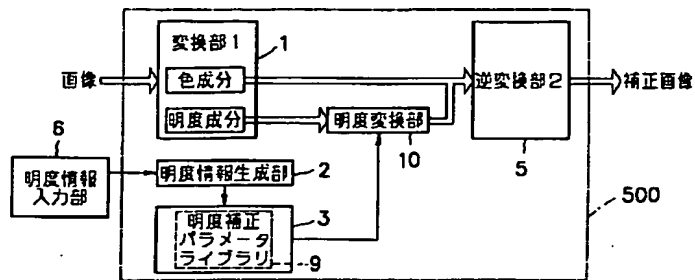 変換部1
1
画像
色成分
逆変換部2
補正画像
明度成分
明度変換部
6
10
5
明度情報
入力部
明度情報生成部
2
500
明度補正
パラメータ
ライブラリ
3
9